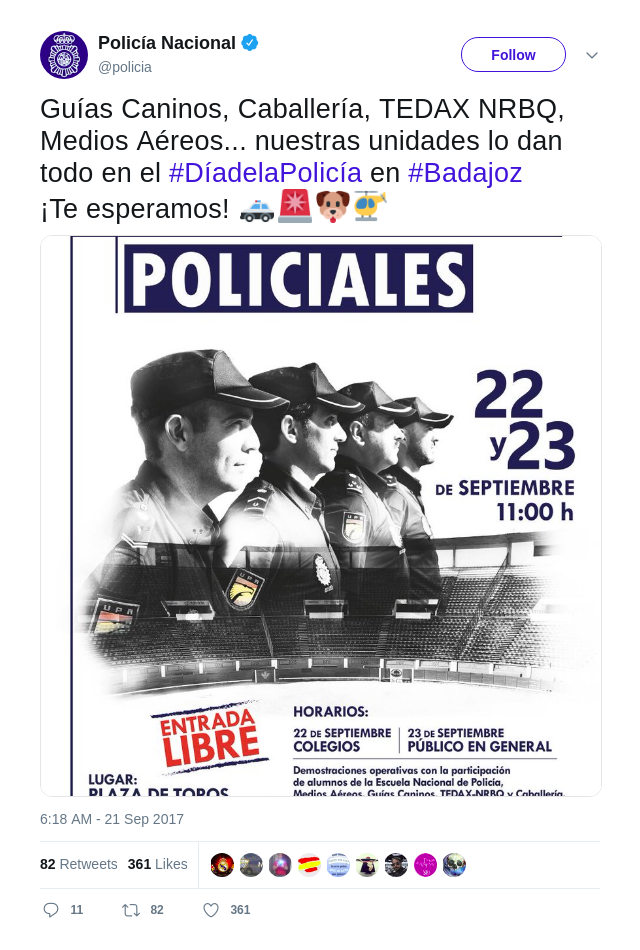 Policía Nacional
@policia
Follow
Guías Caninos, Caballería, TEDAX NRBQ,
Medios Aéreos... nuestras unidades lo dan
todo en el #DíadelaPolicía en #Badajoz
¡Te esperamos!
POLICIALES
22
y23
DE SEPTIEMBRE
11:00 h
UPR
UPR
ENTRADA
LIBRE
HORARIOS:
22 DE SEPTIEMBRE
COLEGIOS
23 DE SEPTIEMBRE
PÚBLICO EN GENERAL
Demostraciones operativas con la participación
de alumnos de la Escuela Nacional de Policía,
Medios Aéreos, Guías Caninos, TEDAX-NRBQ y Caballería.
LUGAR:
PLAZA DE TOROS
6:18 AM - 21 Sep 2017
82 Retweets 361 Likes
11 82 361